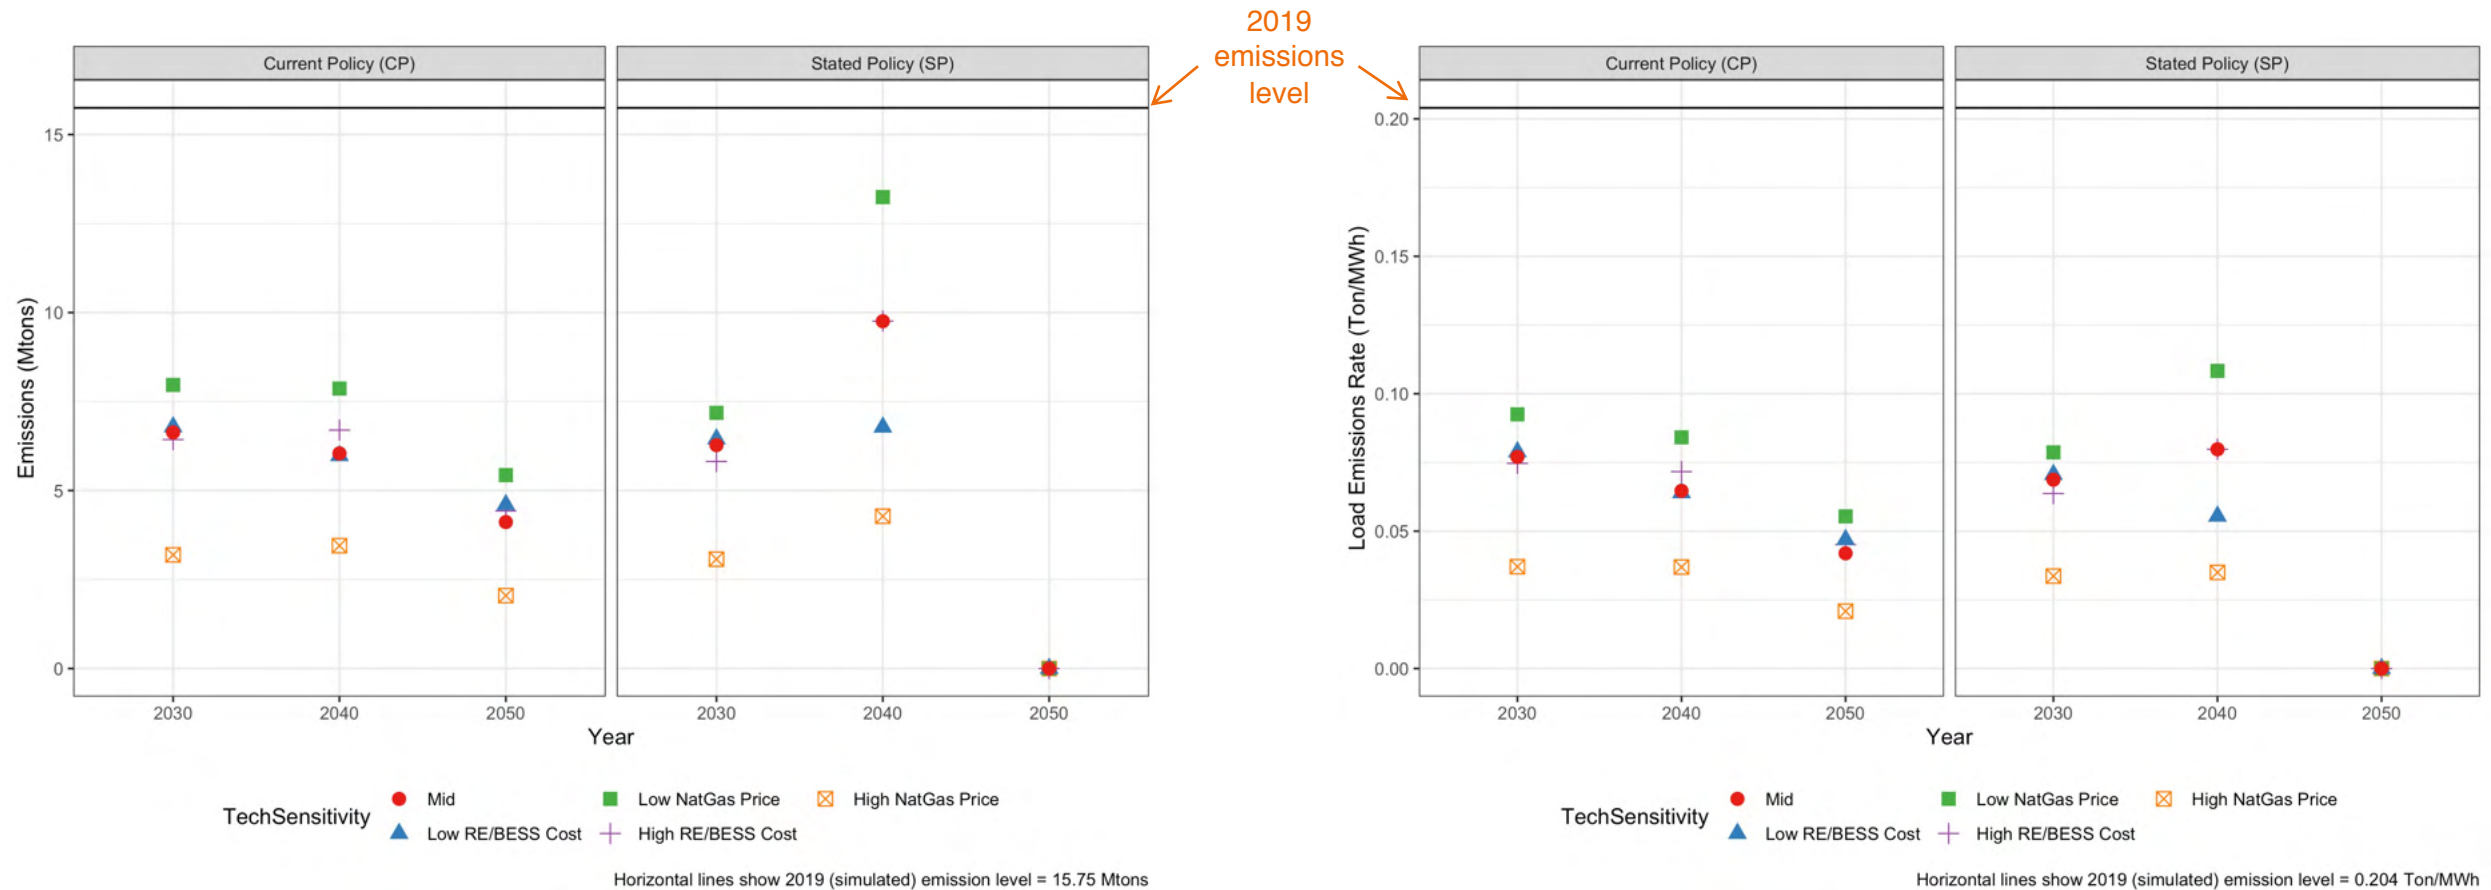 2019
emissions
level
Current Policy (CP)
Stated Policy (SP)
Emissions (Mtons)
15
10
5
0
2030
2040
2050
2030
2040
2050
Year
TechSensitivity
Mid
Low NatGas Price
High NatGas Price
Low RE/BESS Cost
High RE/BESS Cost
Horizontal lines show 2019 (simulated) emission level = 15.75 Mtons
Current Policy (CP)
Stated Policy (SP)
Load Emissions Rate (Ton/MWh)
0.20
0.15
0.10
0.05
0.00
2030
2040
2050
2030
2040
2050
Year
TechSensitivity
Mid
Low NatGas Price
High NatGas Price
Low RE/BESS Cost
High RE/BESS Cost
Horizontal lines show 2019 (simulated) emission level = 0.204 Ton/MWh